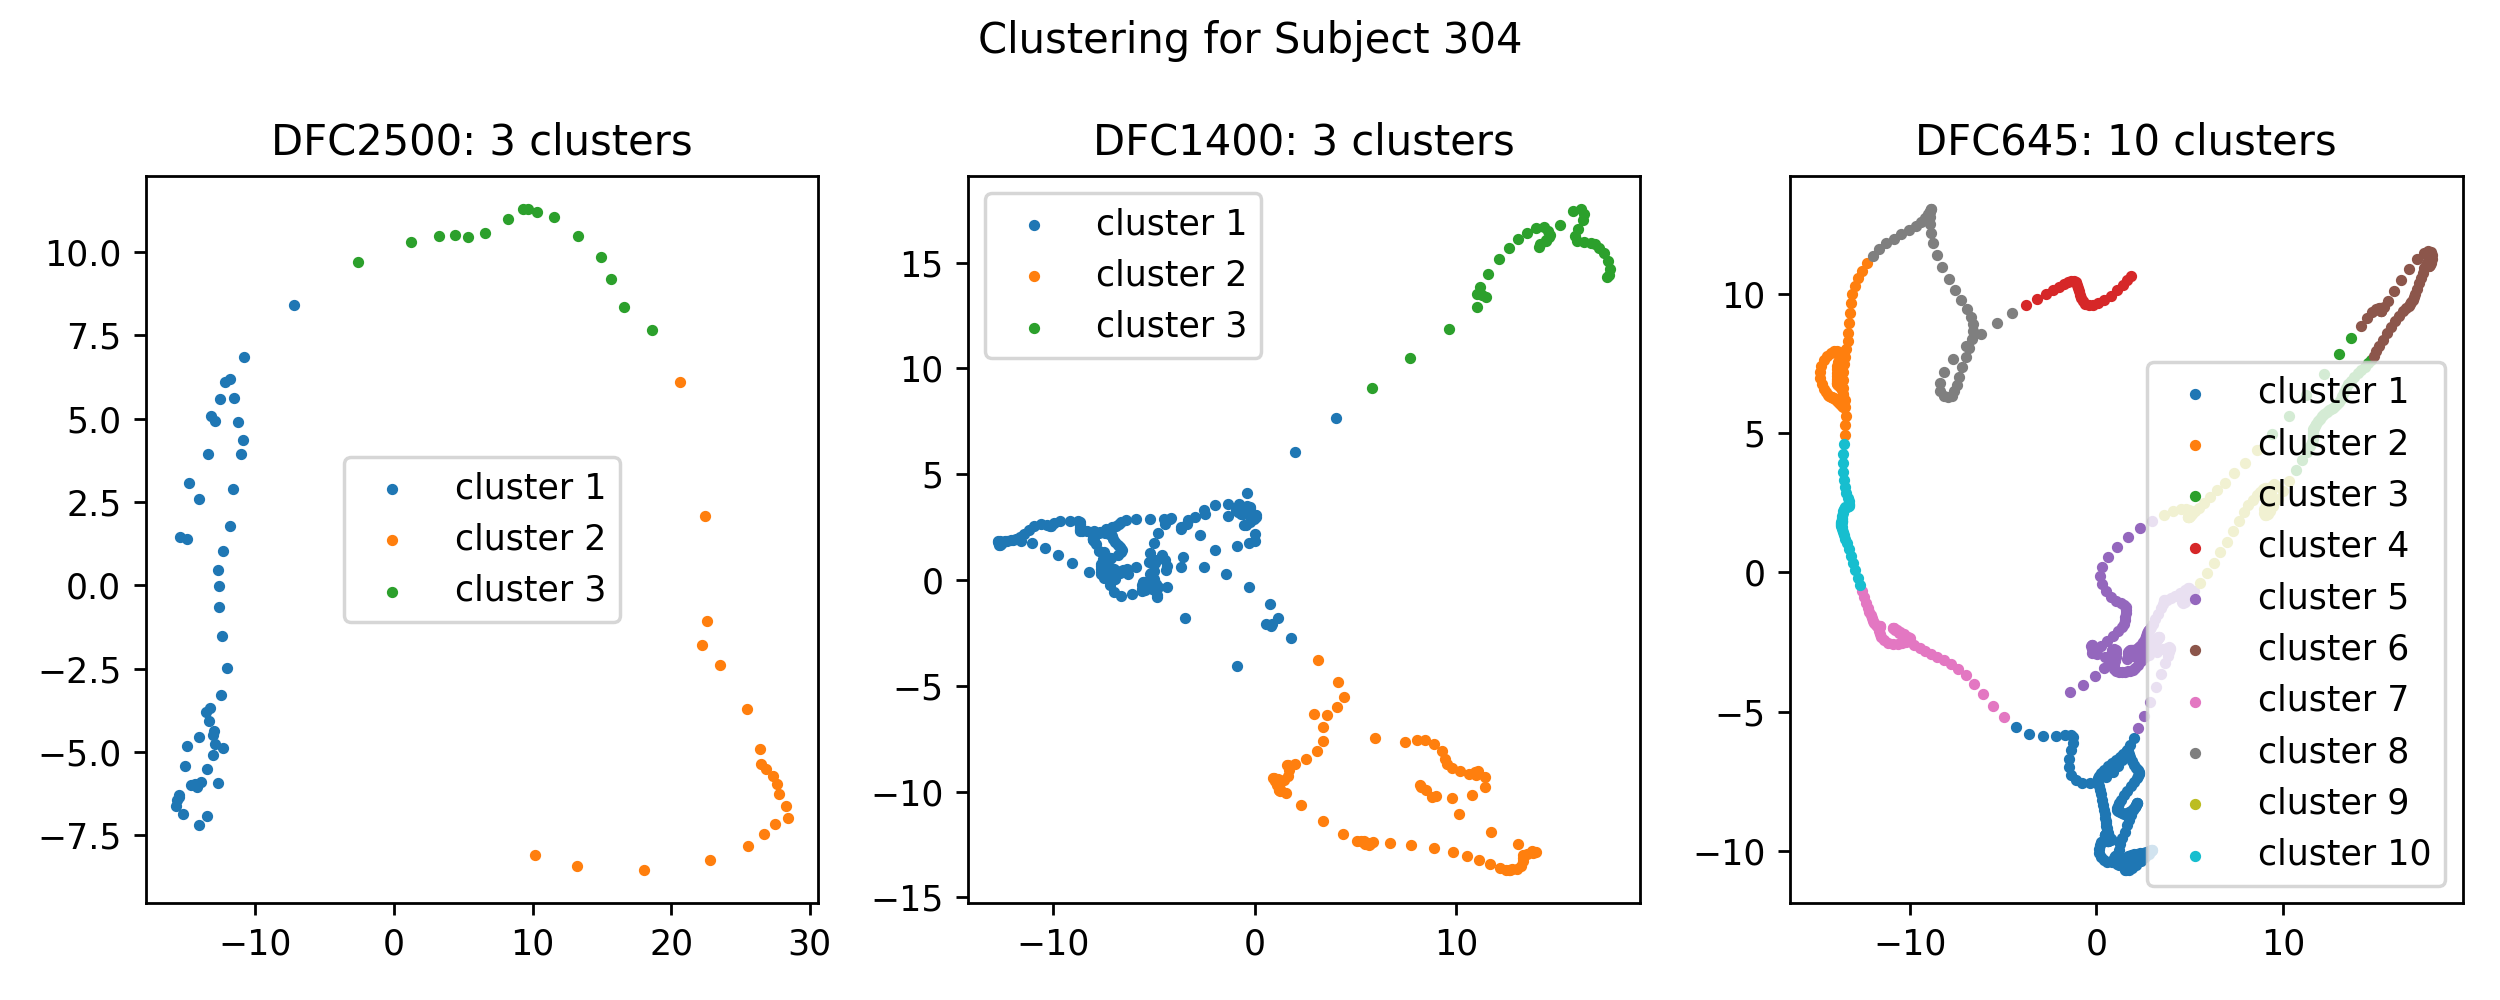 Clustering for Subject 304
DFC2500: 3 clusters
10.0
7.5
5.0
2.5
0.0
−2.5
−5.0
−7.5
−10
0
10
20
30
cluster 1
cluster 2
cluster 3
DFC1400: 3 clusters
15
10
5
0
−5
−10
−15
−10
0
10
cluster 1
cluster 2
cluster 3
DFC645: 10 clusters
10
5
0
−5
−10
−10
0
10
cluster 1
cluster 2
cluster 3
cluster 4
cluster 5
cluster 6
cluster 7
cluster 8
cluster 9
cluster 10